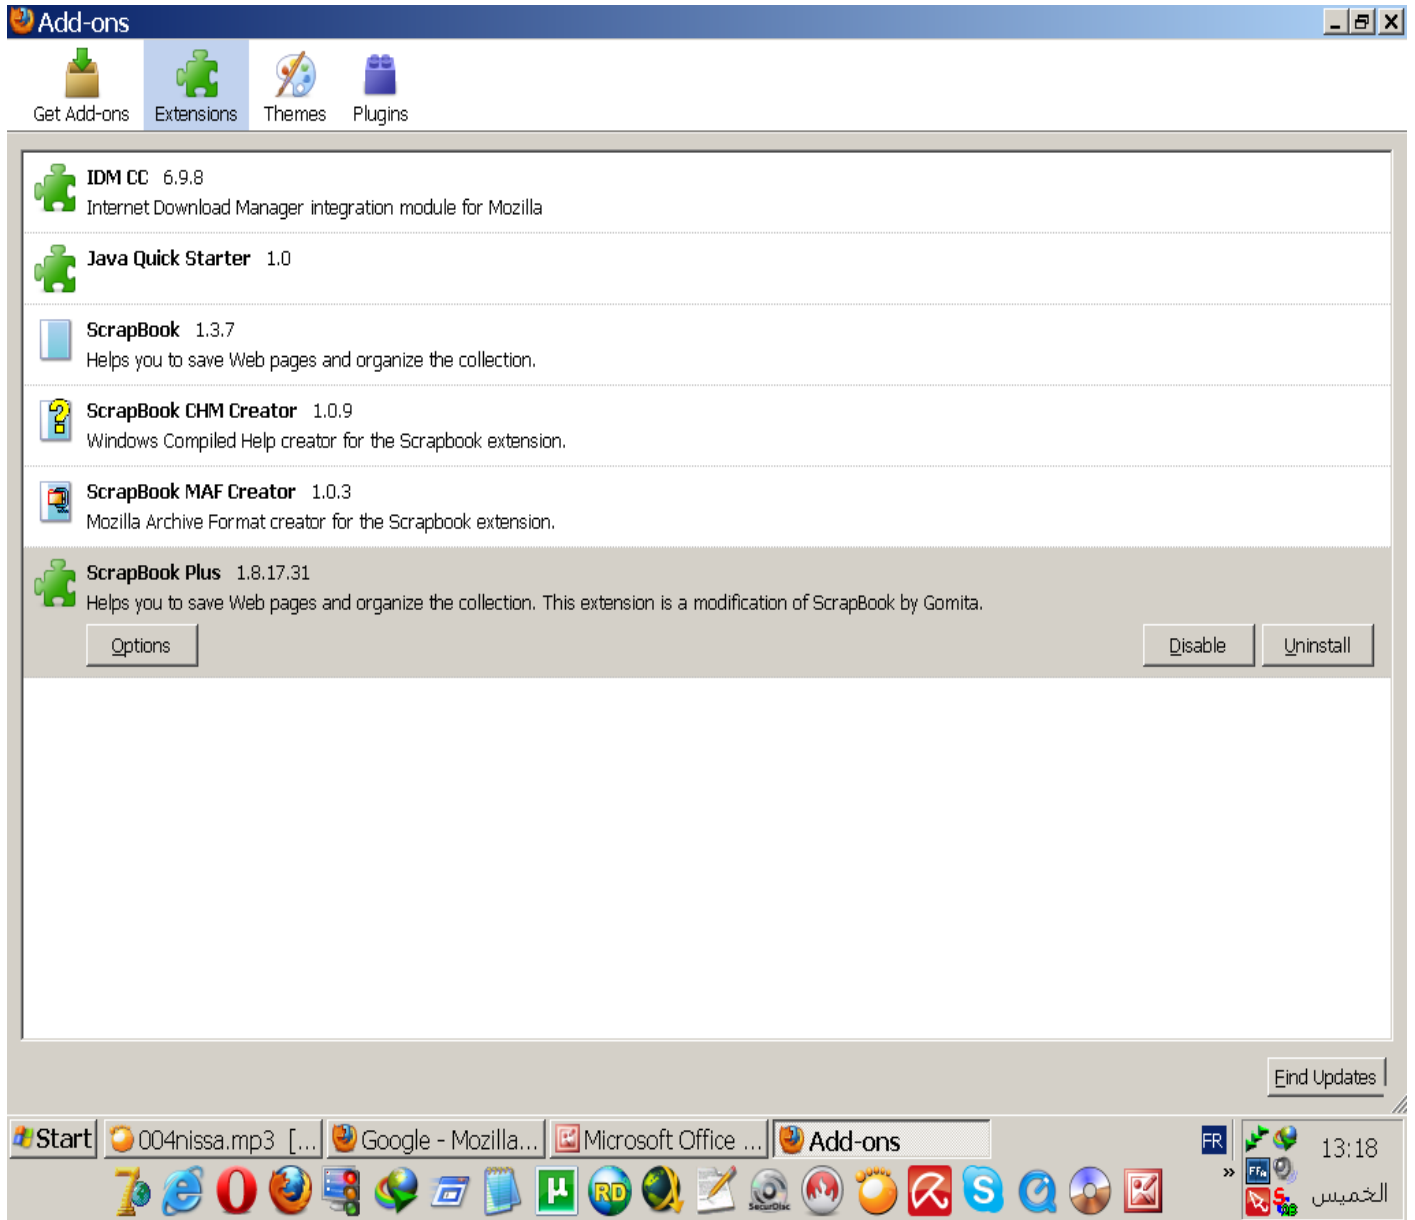 Add-ons
Get Add-ons Extensions Themes Plugins
IDM CC 6.9.8
Internet Download Manager integration module for Mozilla
Java Quick Starter 1.0
ScrapBook 1.3.7
Helps you to save Web pages and organize the collection.
ScrapBook CHM Creator 1.0.9
Windows Compiled Help creator for the Scrapbook extension.
ScrapBook MAF Creator 1.0.3
Mozilla Archive Format creator for the Scrapbook extension.
ScrapBook Plus 1.8.17.31
Helps you to save Web pages and organize the collection. This extension is a modification of ScrapBook by Gomita.
Options Disable Uninstall
Find Updates
Start 004nissa.mp3 [... Google - Mozilla... Microsoft Office ... Add-ons FR 13:18
RD SecurDisc » FFa الخميس